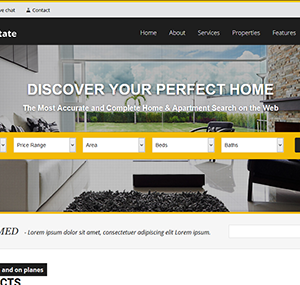 ve chat Contact
tate Home About Services Properties Features
DISCOVER YOUR PERFECT HOME
The Most Accurate and Complete Home & Apartment Search on the Web
Price Range Area Beds Baths
MED - Lorem ipsum dolor sit amet, consectetuer adipiscing elit Lorem ipsum.
and on planes
CTS